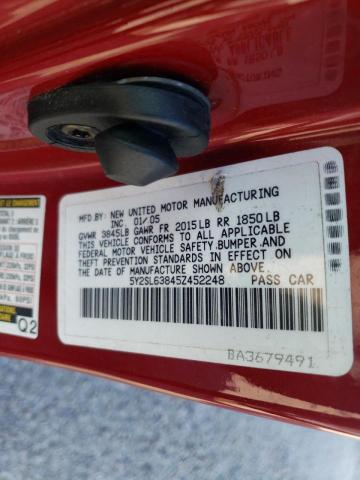 MFD BY: NEW UNITED MOTOR MANUFACTURING
INC. 01/05
GVWR 3845LB GAWR FR 2015LB RR 1850LB
THIS VEHICLE CONFORMS TO ALL APPLICABLE
FEDERAL MOTOR VEHICLE SAFETY,BUMPER,AND
THEFT PREVENTION STANDARDS IN EFFECT ON
THE DATE OF MANUFACTURE SHOWN ABOVE.
5Y2SL63845Z452248 PASS CAR
BA3679491
LE CHARGEMENT
Q2